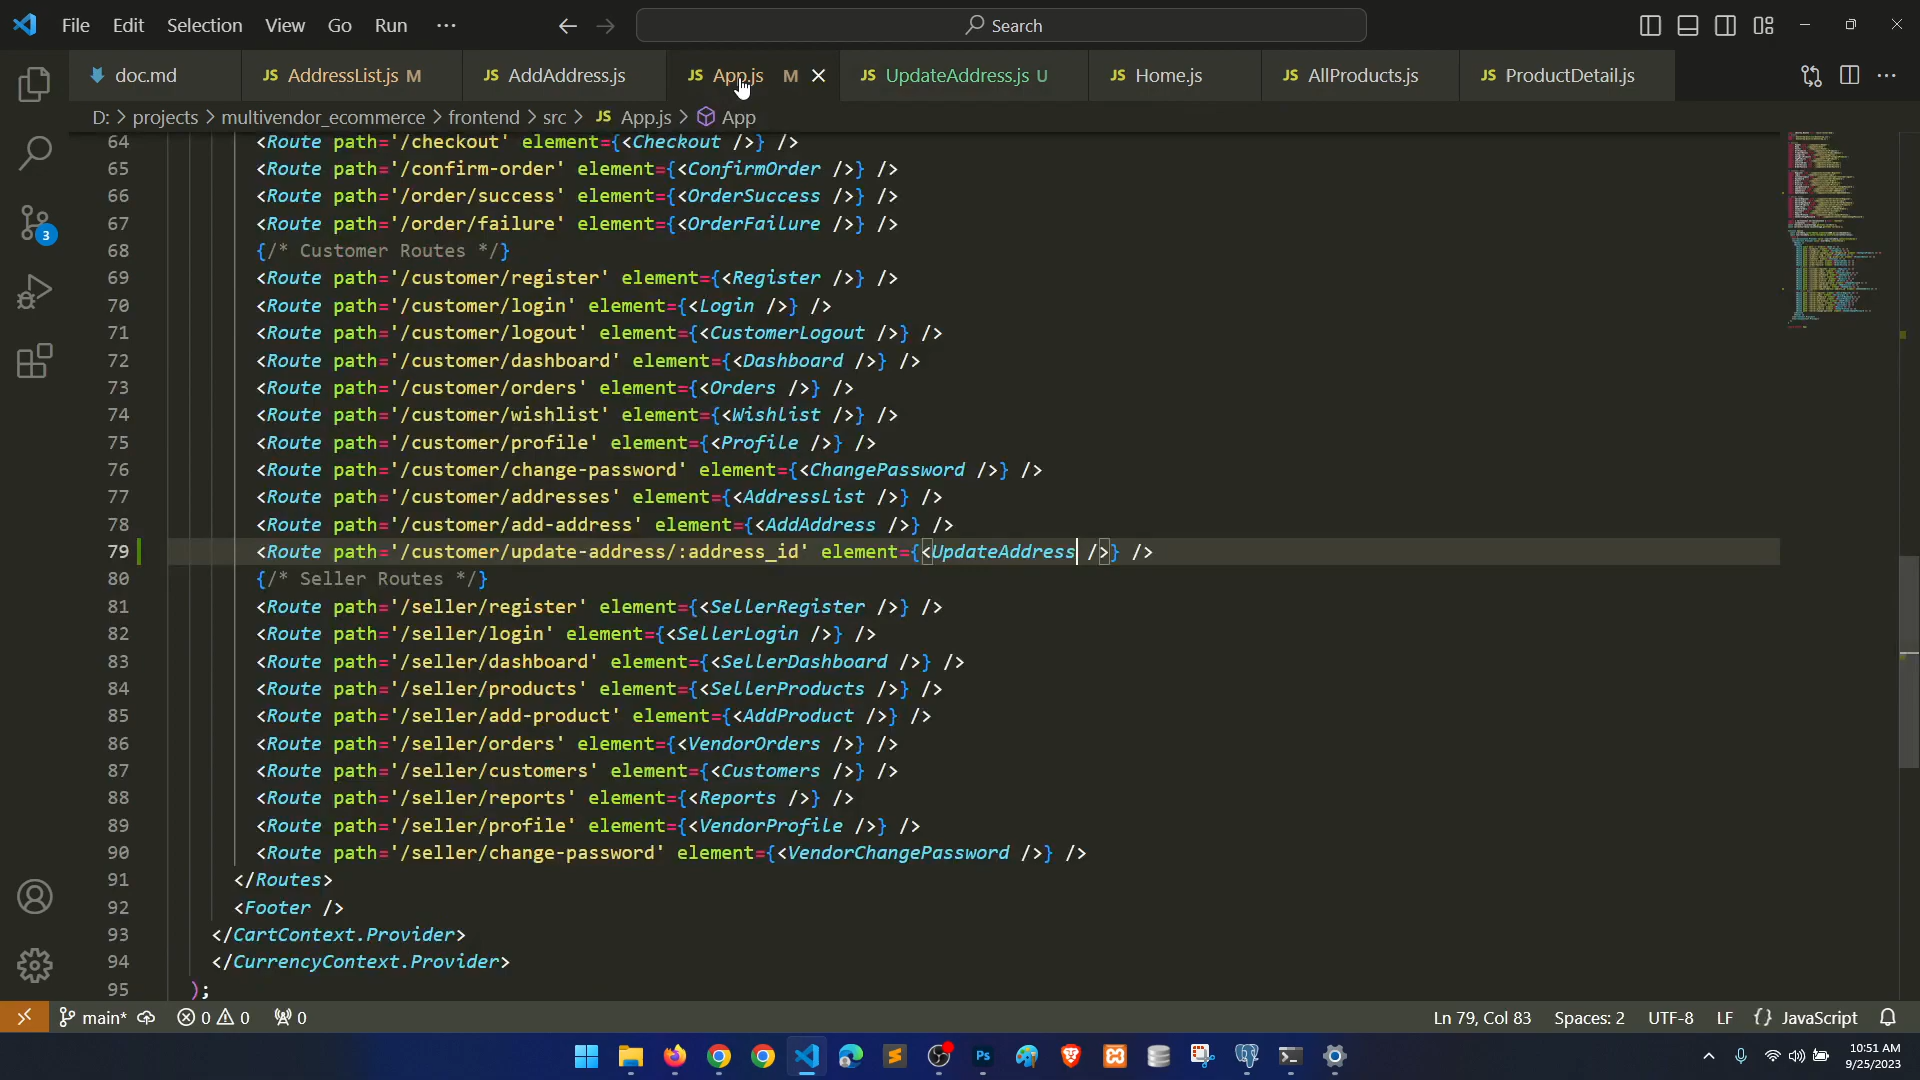 File Edit Selection View Go Run ··· Search
doc.md JS AddressList.js M JS AddAddress.js JS App.js M JS UpdateAddress.js U JS Home.js JS AllProducts.js JS ProductDetail.js
D: > projects > multivendor_ecommerce > frontend > src > JS App.js > App
64 <Route path='/checkout' element={<Checkout />} />
65 <Route path='/confirm-order' element={<ConfirmOrder />} />
66 <Route path='/order/success' element={<OrderSuccess />} />
67 <Route path='/order/failure' element={<OrderFailure />} />
68 {/* Customer Routes */}
69 <Route path='/customer/register' element={<Register />} />
70 <Route path='/customer/login' element={<Login />} />
71 <Route path='/customer/logout' element={<CustomerLogout />} />
72 <Route path='/customer/dashboard' element={<Dashboard />} />
73 <Route path='/customer/orders' element={<Orders />} />
74 <Route path='/customer/wishlist' element={<Wishlist />} />
75 <Route path='/customer/profile' element={<Profile />} />
76 <Route path='/customer/change-password' element={<ChangePassword />} />
77 <Route path='/customer/addresses' element={<AddressList />} />
78 <Route path='/customer/add-address' element={<AddAddress />} />
79 <Route path='/customer/update-address/:address_id' element={<UpdateAddress />} />
80 {/* Seller Routes */}
81 <Route path='/seller/register' element={<SellerRegister />} />
82 <Route path='/seller/login' element={<SellerLogin />} />
83 <Route path='/seller/dashboard' element={<SellerDashboard />} />
84 <Route path='/seller/products' element={<SellerProducts />} />
85 <Route path='/seller/add-product' element={<AddProduct />} />
86 <Route path='/seller/orders' element={<VendorOrders />} />
87 <Route path='/seller/customers' element={<Customers />} />
88 <Route path='/seller/reports' element={<Reports />} />
89 <Route path='/seller/profile' element={<VendorProfile />} />
90 <Route path='/seller/change-password' element={<VendorChangePassword />} />
91 </Routes>
92 <Footer />
93 </CartContext.Provider>
94 </CurrencyContext.Provider>
95 );
3
main* 0 0 0 Ln 79, Col 83 Spaces: 2 UTF-8 LF {} JavaScript
Ps
10:51 AM
9/25/2023